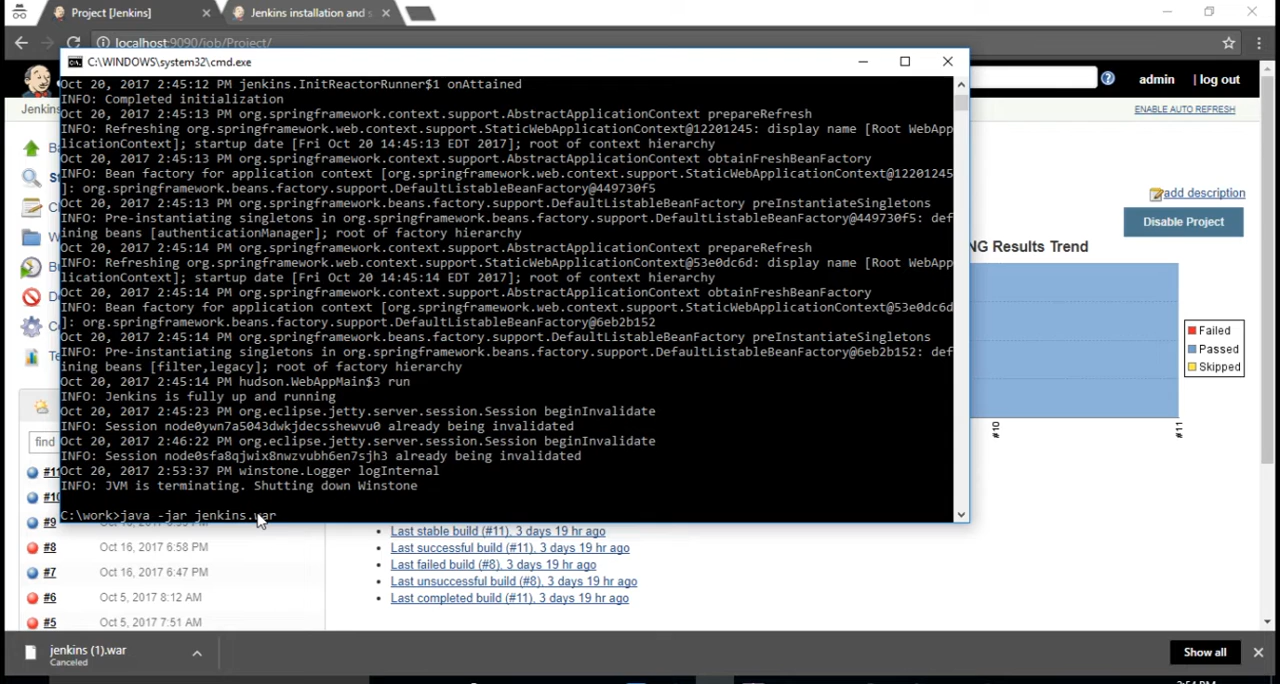 Project [Jenkins]
Jenkins installation and s
localhost:9090/job/Project/
C:\WINDOWS\system32\cmd.exe
admin
log out
Jenkins
ENABLE AUTO REFRESH
Oct 20, 2017 2:45:12 PM jenkins.InitReactorRunner$1 onAttained
INFO: Completed initialization
Oct 20, 2017 2:45:13 PM org.springframework.context.support.AbstractApplicationContext prepareRefresh
INFO: Refreshing org.springframework.web.context.support.StaticWebApplicationContext@12201245: display name [Root WebApp
licationContext]; startup date [Fri Oct 20 14:45:13 EDT 2017]; root of context hierarchy
Oct 20, 2017 2:45:13 PM org.springframework.context.support.AbstractApplicationContext obtainFreshBeanFactory
INFO: Bean factory for application context [org.springframework.web.context.support.StaticWebApplicationContext@12201245
]: org.springframework.beans.factory.support.DefaultListableBeanFactory@449730f5
Oct 20, 2017 2:45:13 PM org.springframework.beans.factory.support.DefaultListableBeanFactory preInstantiateSingletons
INFO: Pre-instantiating singletons in org.springframework.beans.factory.support.DefaultListableBeanFactory@449730f5: def
ining beans [authenticationManager]; root of factory hierarchy
Oct 20, 2017 2:45:14 PM org.springframework.context.support.AbstractApplicationContext prepareRefresh
INFO: Refreshing org.springframework.web.context.support.StaticWebApplicationContext@53e0dc6d: display name [Root WebApp
licationContext]; startup date [Fri Oct 20 14:45:14 EDT 2017]; root of context hierarchy
Oct 20, 2017 2:45:14 PM org.springframework.context.support.AbstractApplicationContext obtainFreshBeanFactory
INFO: Bean factory for application context [org.springframework.web.context.support.StaticWebApplicationContext@53e0dc6d
]: org.springframework.beans.factory.support.DefaultListableBeanFactory@6eb2b152
Oct 20, 2017 2:45:14 PM org.springframework.beans.factory.support.DefaultListableBeanFactory preInstantiateSingletons
INFO: Pre-instantiating singletons in org.springframework.beans.factory.support.DefaultListableBeanFactory@6eb2b152: def
ining beans [filter,legacy]; root of factory hierarchy
Oct 20, 2017 2:45:14 PM hudson.WebAppMain$3 run
INFO: Jenkins is fully up and running
Oct 20, 2017 2:45:23 PM org.eclipse.jetty.server.session.Session beginInvalidate
INFO: Session node0ywn7a5043dwkjdecsshewvu0 already being invalidated
Oct 20, 2017 2:46:22 PM org.eclipse.jetty.server.session.Session beginInvalidate
INFO: Session node0sfa8qjwix8nwzvubh6en7sjh3 already being invalidated
Oct 20, 2017 2:53:37 PM winstone.Logger logInternal
INFO: JVM is terminating. Shutting down Winstone
C:\work>java -jar jenkins.war
add description
Disable Project
NG Results Trend
Failed
Passed
Skipped
#10
#11
find
#11
#10
#9
#8 Oct 16, 2017 6:58 PM
#7 Oct 16, 2017 6:47 PM
#6 Oct 5, 2017 8:12 AM
#5 Oct 5, 2017 7:51 AM
Last stable build (#11), 3 days 19 hr ago
Last successful build (#11), 3 days 19 hr ago
Last failed build (#8), 3 days 19 hr ago
Last unsuccessful build (#8), 3 days 19 hr ago
Last completed build (#11), 3 days 19 hr ago
jenkins (1).war
Canceled
Show all